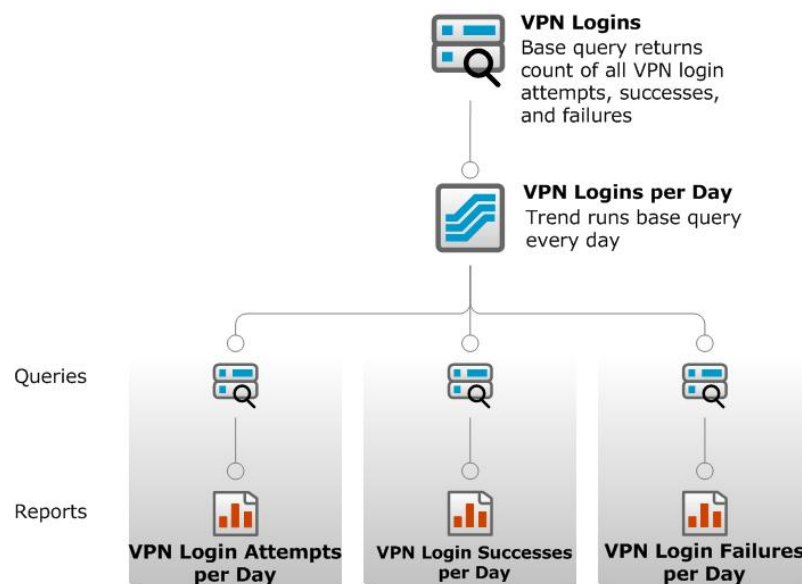 VPN Logins
Base query returns
count of all VPN login
attempts, successes,
and failures
VPN Logins per Day
Trend runs base query
every day
Queries
Reports
VPN Login Attempts
per Day
VPN Login Successes
per Day
VPN Login Failures
per Day